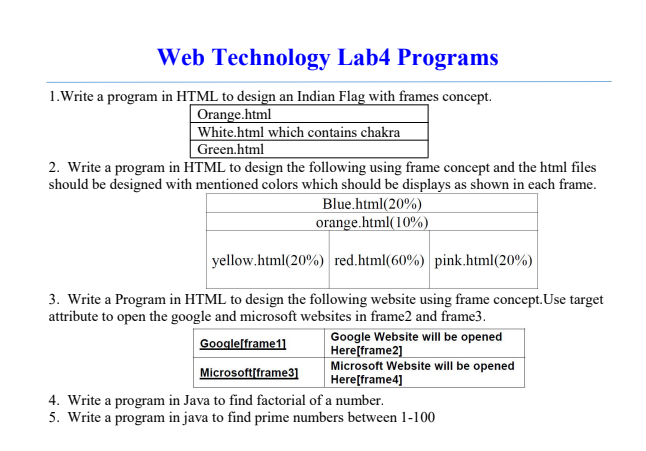 Web Technology Lab4 Programs
1.Write a program in HTML to design an Indian Flag with frames concept.
Orange.html
White.html which contains chakra
Green.html
2. Write a program in HTML to design the following using frame concept and the html files
should be designed with mentioned colors which should be displays as shown in each frame.
Blue.html(20%)
orange.html(10%)
yellow.html(20%) red.html(60%) pink.html(20%)
3. Write a Program in HTML to design the following website using frame concept.Use target
attribute to open the google and microsoft websites in frame2 and frame3.
Google[frame1]
Google Website will be opened
Here[frame2]
Microsoft[frame3]
Microsoft Website will be opened
Here[frame4]
4. Write a program in Java to find factorial of a number.
5. Write a program in java to find prime numbers between 1-100